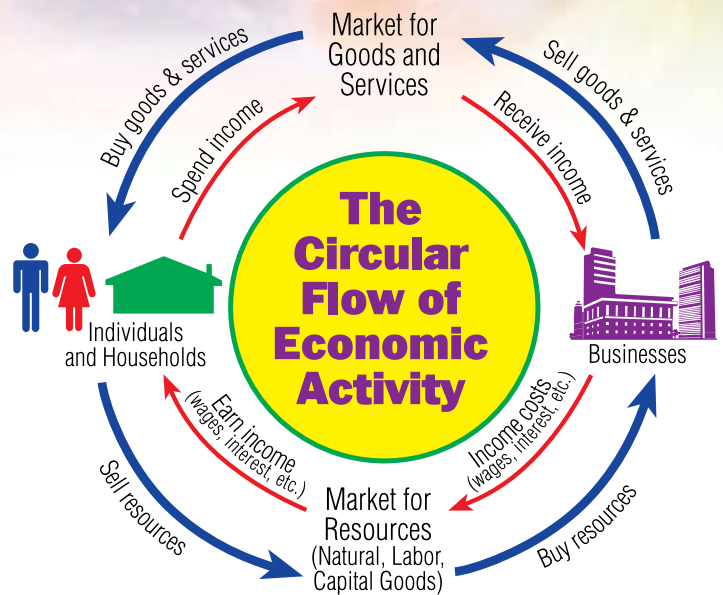 Market for
Goods and
Services
Buy goods & services
Spend income
Sell goods & services
Receive income
The
Circular
Flow of
Economic
Activity
Individuals
and Households
Businesses
Earn income
(wages, interest, etc.)
Income costs
(wages, interest, etc.)
Sell resources
Buy resources
Market for
Resources
(Natural, Labor,
Capital Goods)